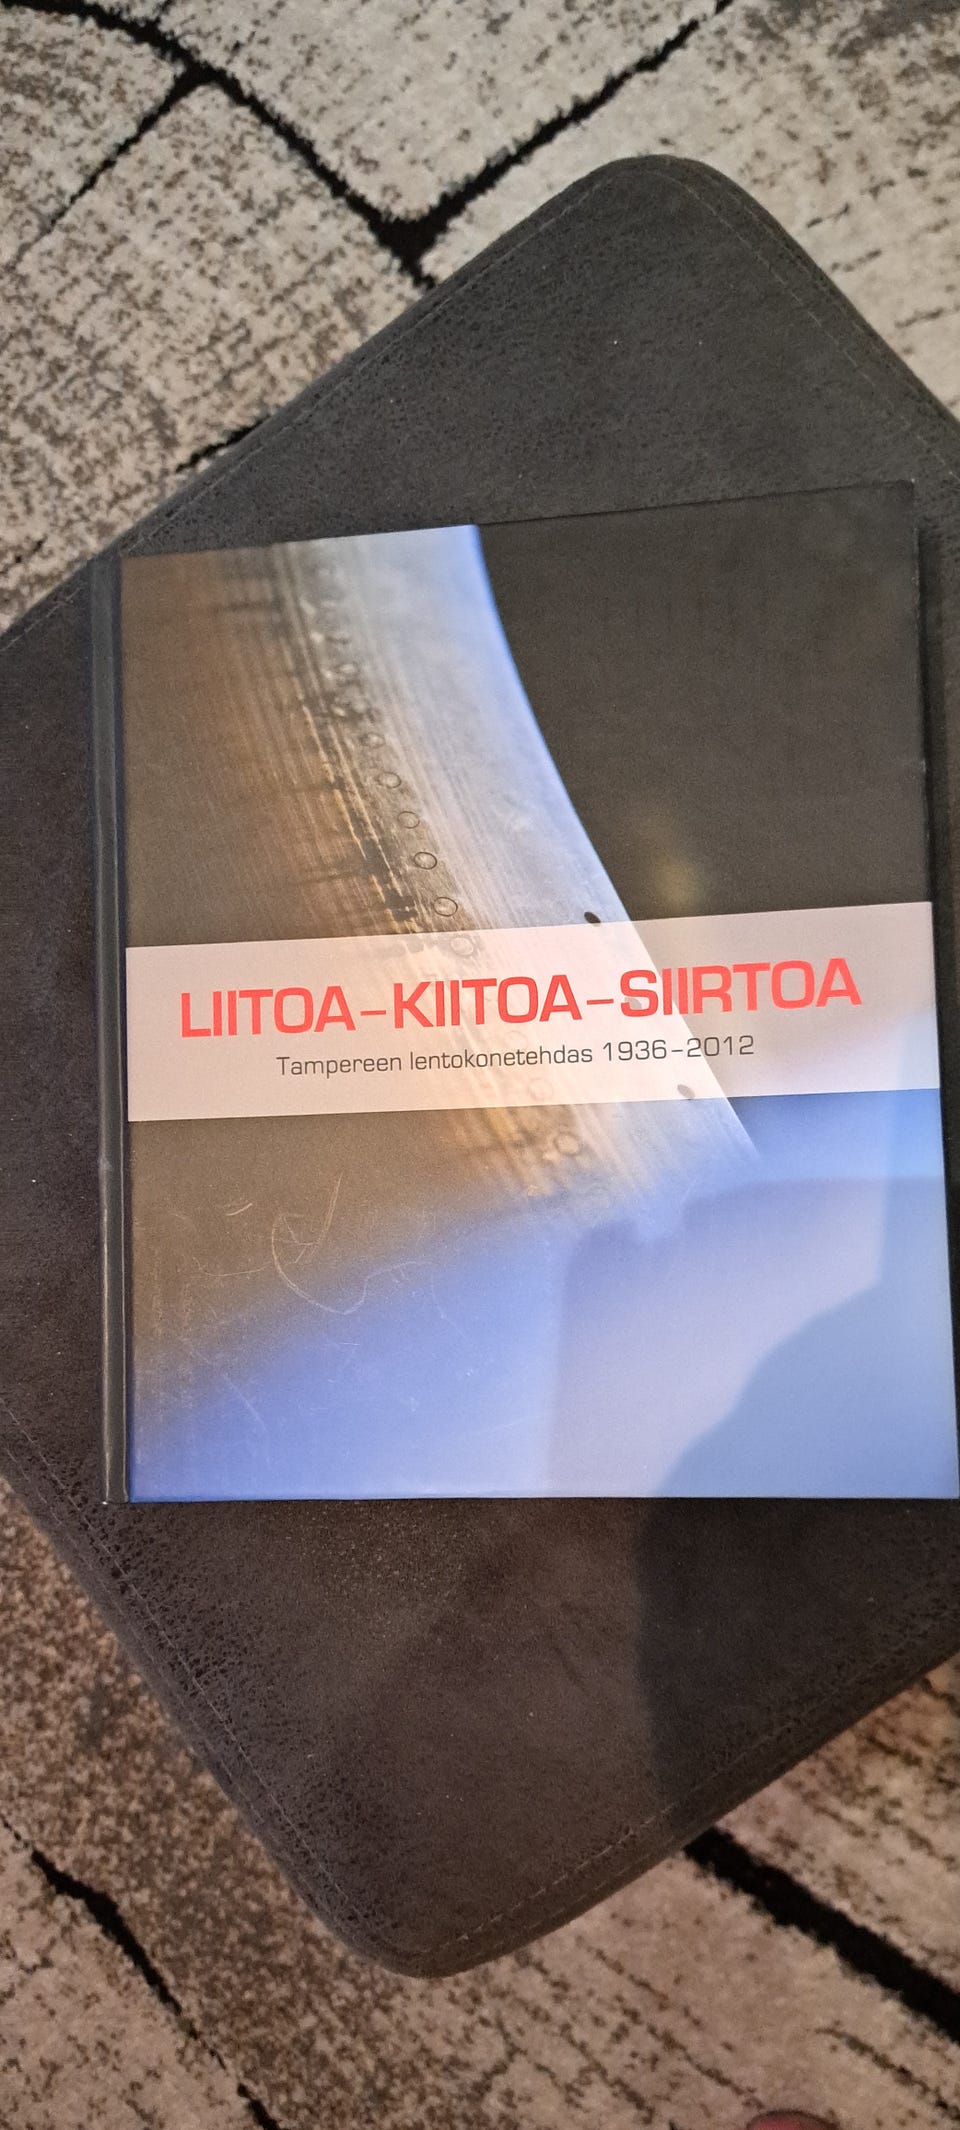 LIITOA–KIITOA–SIIRTOA
Tampereen lentokonetehdas 1936–2012